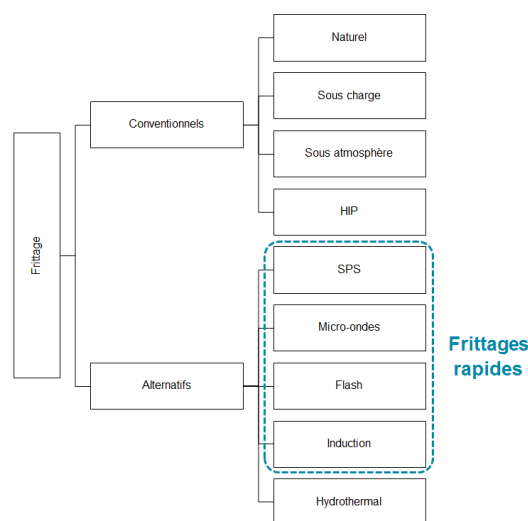 Naturel
Sous charge
Conventionnels
Sous atmosphère
HIP
Frittage
SPS
Micro-ondes
Frittages
rapides
Alternatifs
Flash
Induction
Hydrothermal